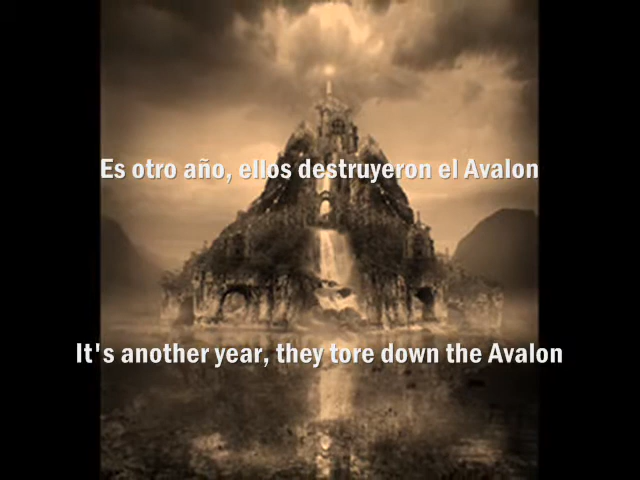 Es otro año, ellos destruyeron el Avalon
It's another year, they tore down the Avalon